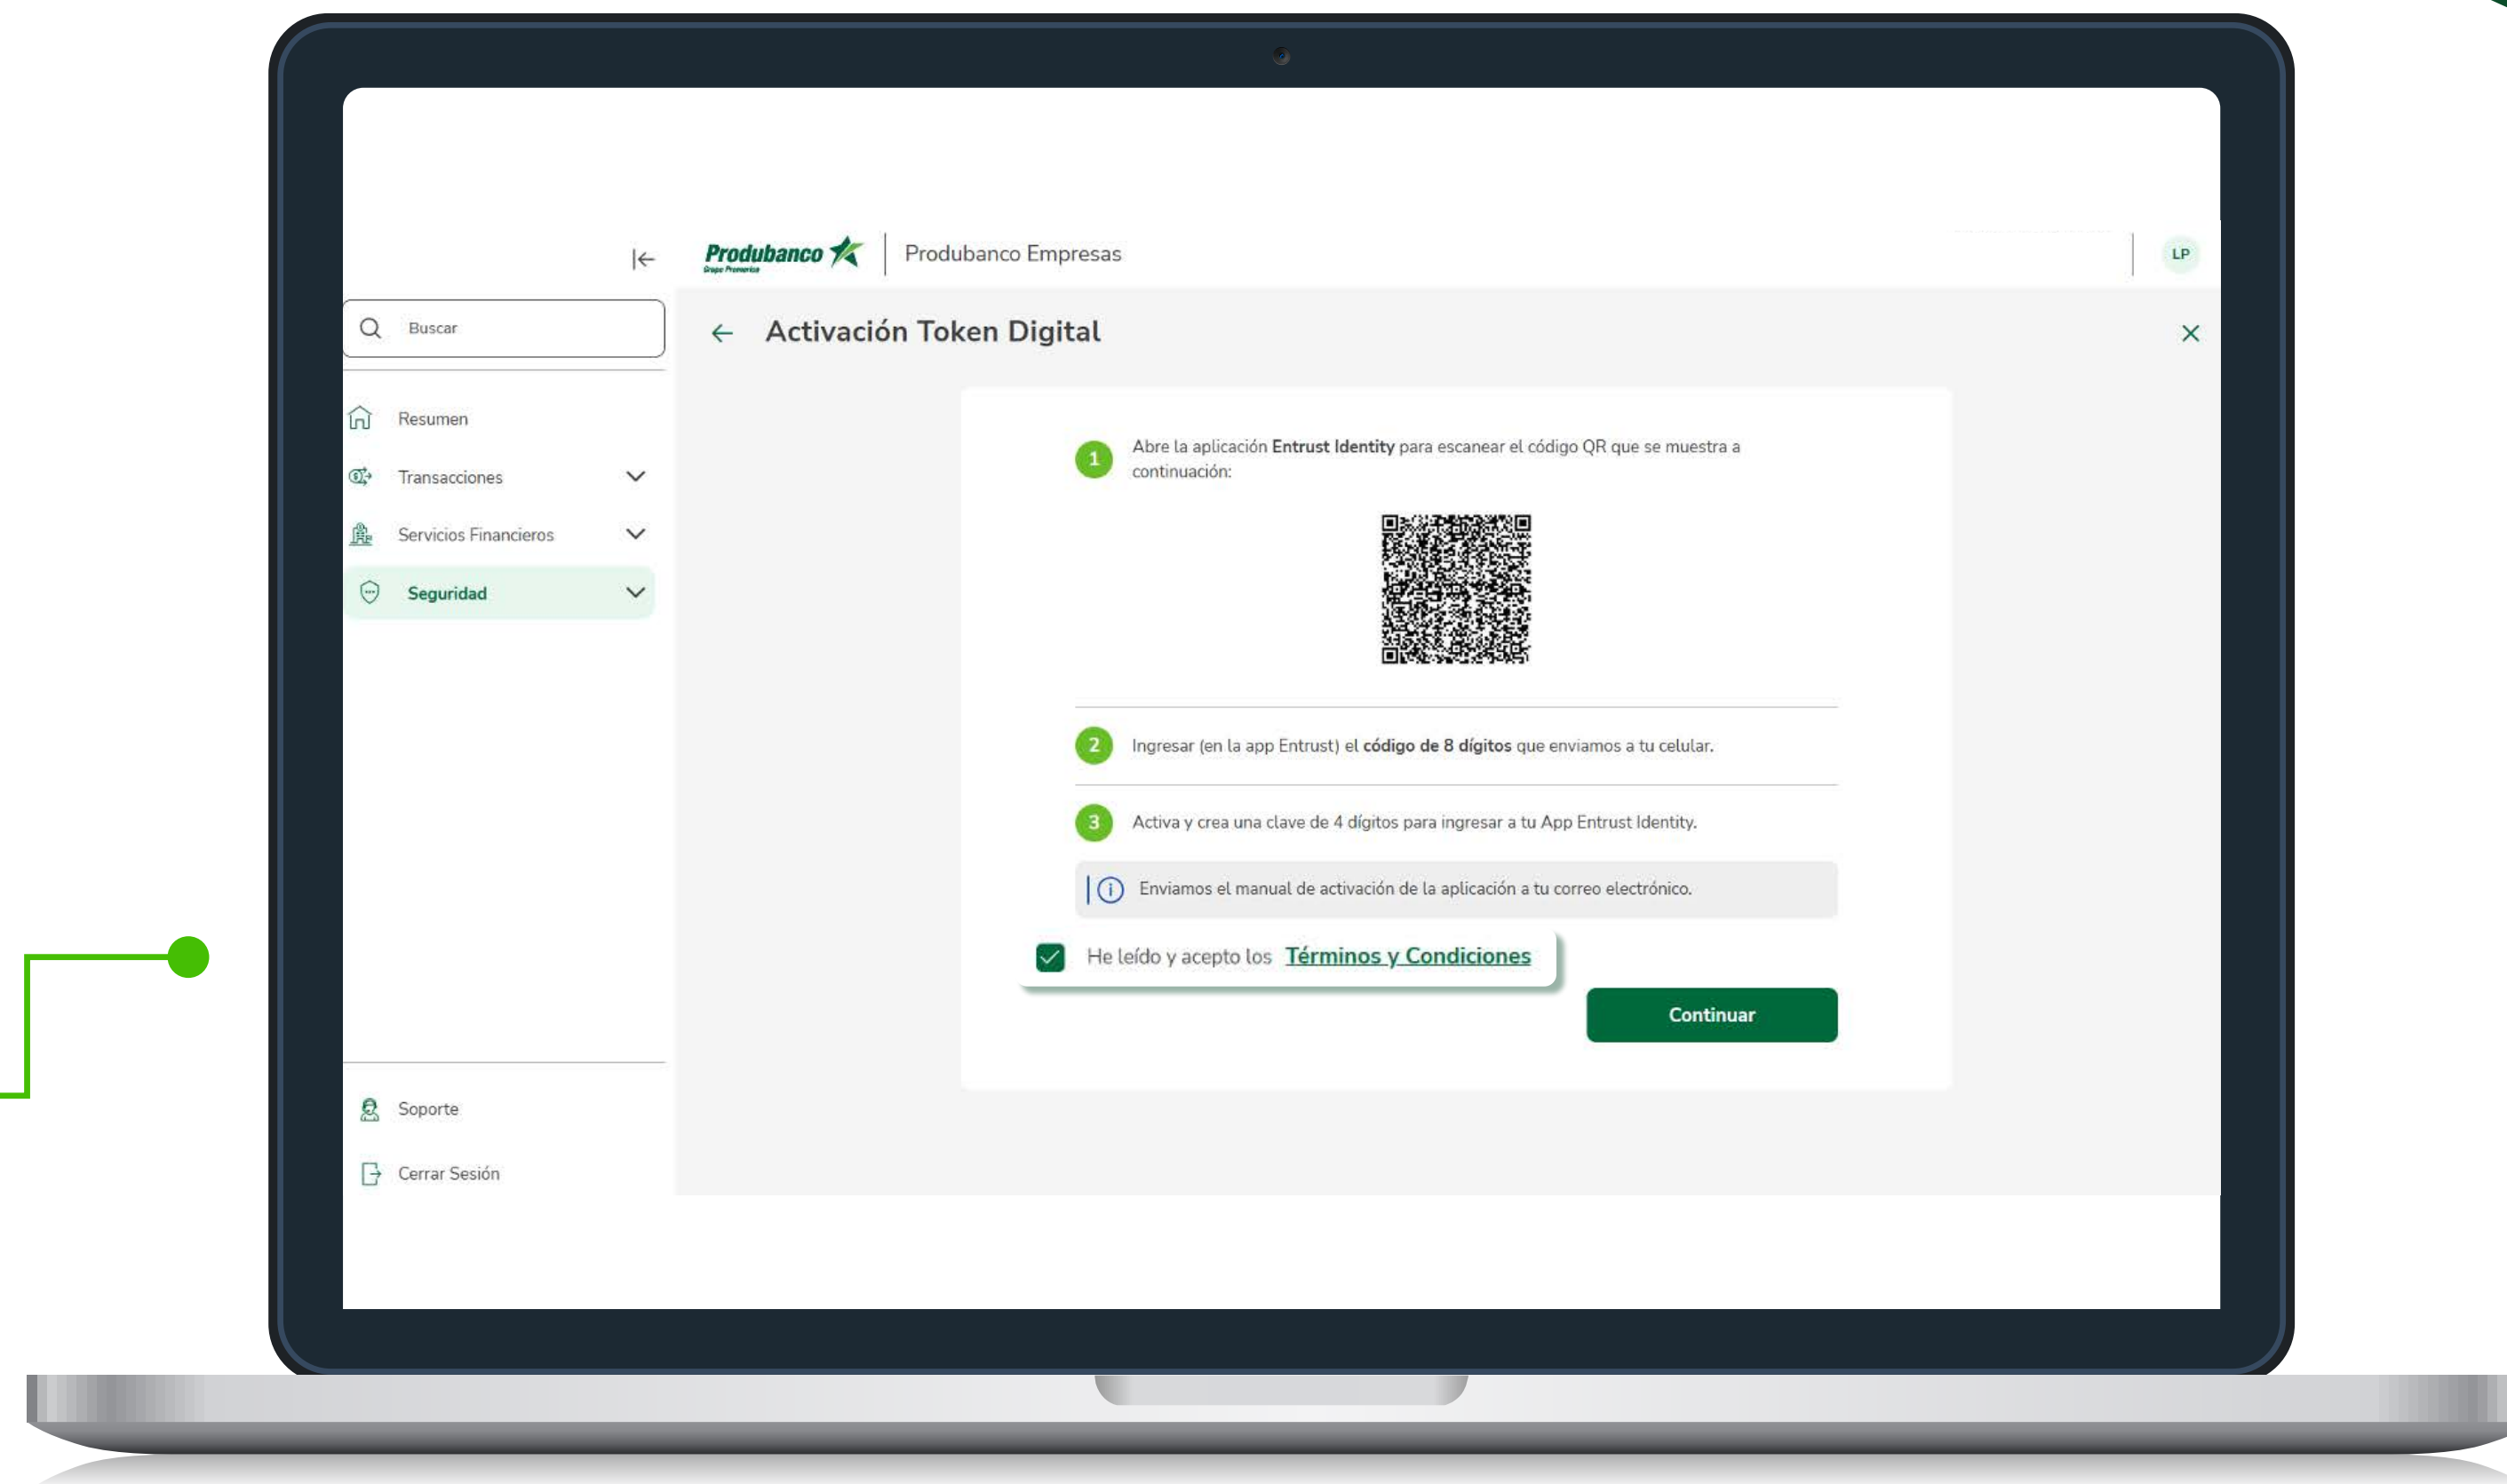 Produbanco
Grupo Promerica
Produbanco Empresas
LP
Buscar
Resumen
Transacciones
Servicios Financieros
Seguridad
Soporte
Cerrar Sesión
Activación Token Digital
1
Abre la aplicación Entrust Identity para escanear el código QR que se muestra a
continuación:
2
Ingresar (en la app Entrust) el código de 8 dígitos que enviamos a tu celular.
3
Activa y crea una clave de 4 dígitos para ingresar a tu App Entrust Identity.
Enviamos el manual de activación de la aplicación a tu correo electrónico.
He leído y acepto los Términos y Condiciones
Continuar